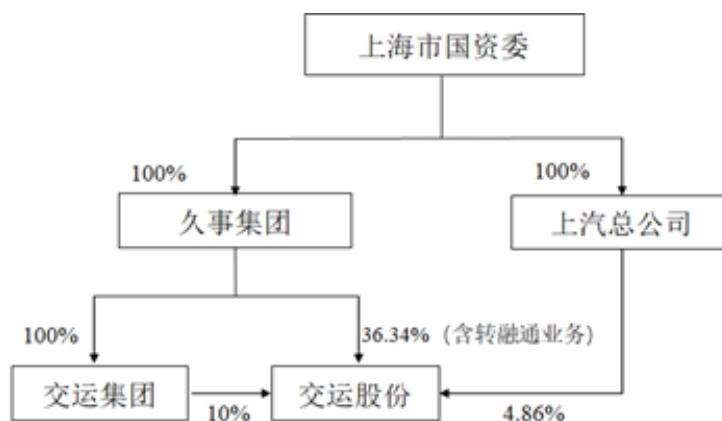 上海市国资委
100%
100%
久事集团
上汽总公司
100%
36.34%（含转融通业务）
交运集团
交运股份
10%
4.86%